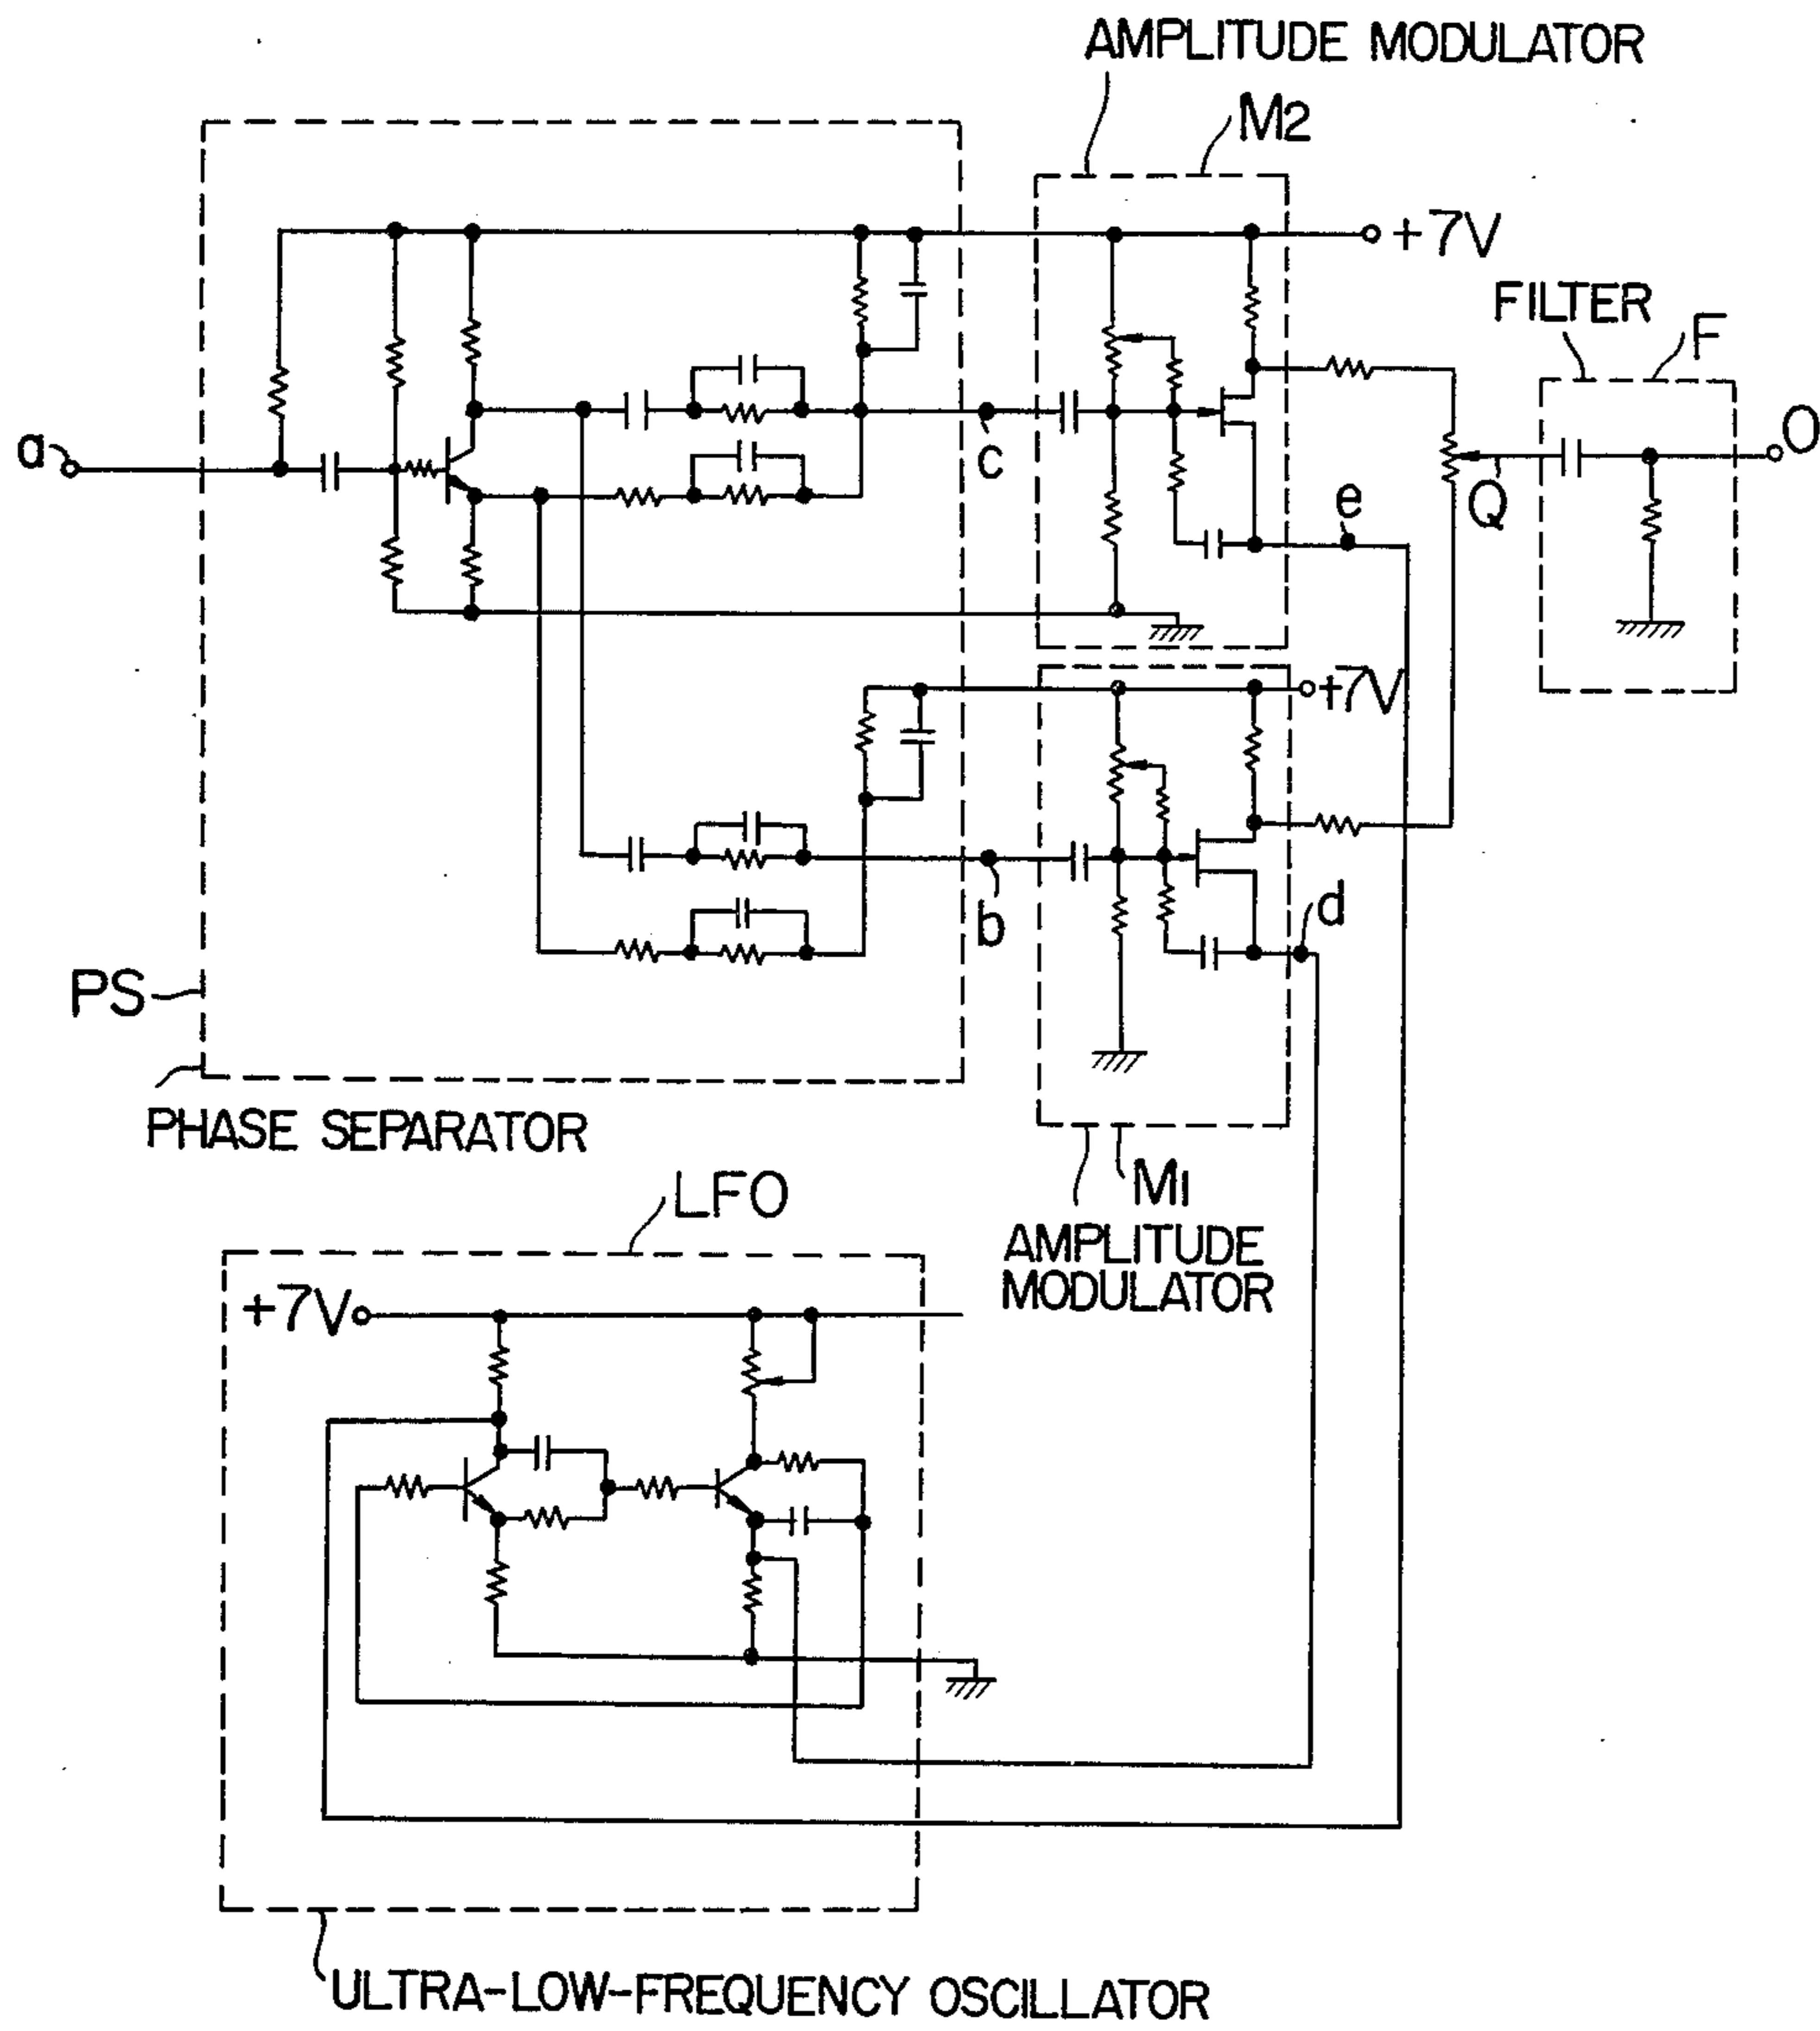 AMPLITUDE MODULATOR
M2
+7V
FILTER
F
a
c
e
Q
O
+7V
b
d
PS
PHASE SEPARATOR
M1
AMPLITUDE
MODULATOR
LFO
+7V
ULTRA-LOW-FREQUENCY OSCILLATOR